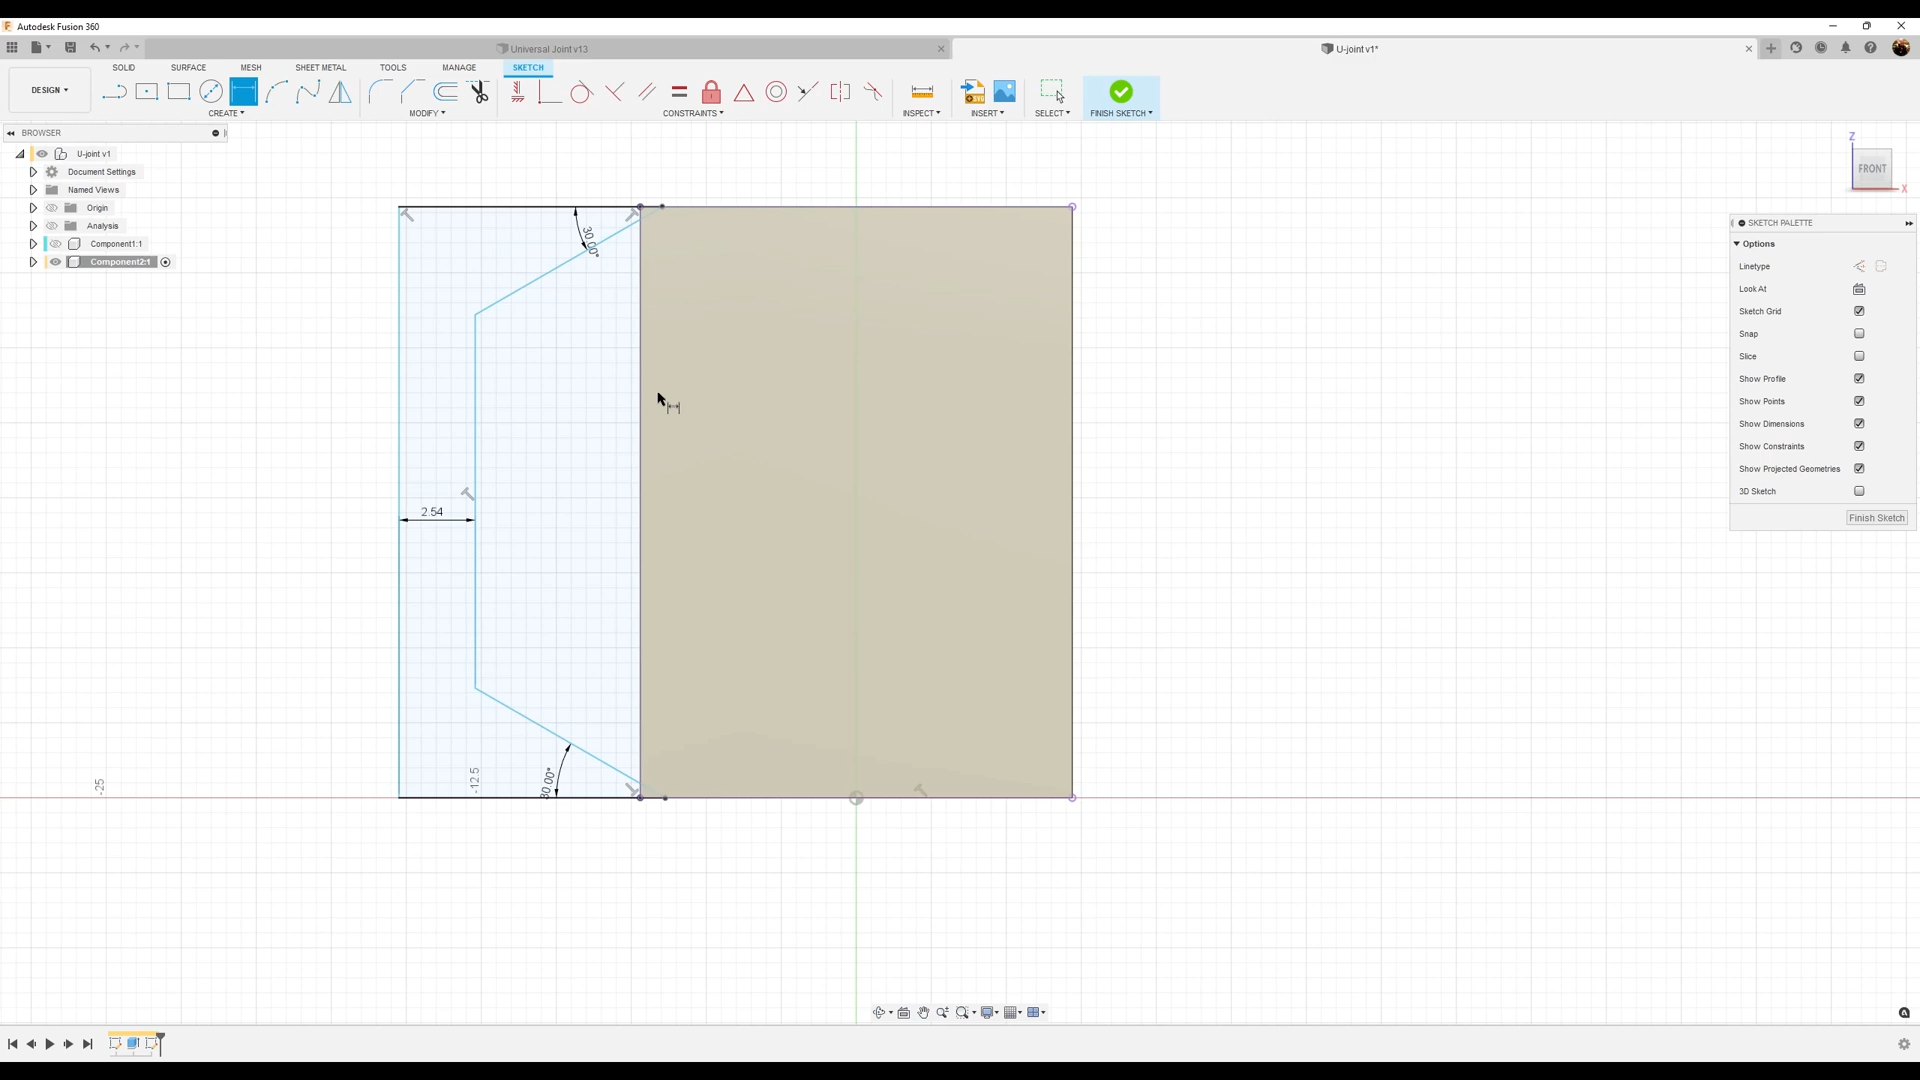 Autodesk Fusion 360
Universal Joint v13
U-joint v1*
DESIGN
SOLID
SURFACE
MESH
SHEET METAL
TOOLS
MANAGE
SKETCH
CREATE
MODIFY
CONSTRAINTS
INSPECT
INSERT
SELECT
FINISH SKETCH
BROWSER
U-joint v1
Document Settings
Named Views
Origin
Analysis
Component1:1
Component2:1
Z
FRONT
X
SKETCH PALETTE
Options
Linetype
Look At
Sketch Grid
Snap
Slice
Show Profile
Show Points
Show Dimensions
Show Constraints
Show Projected Geometries
3D Sketch
Finish Sketch
30.00°
2.54
30.00°
-12.5
-25